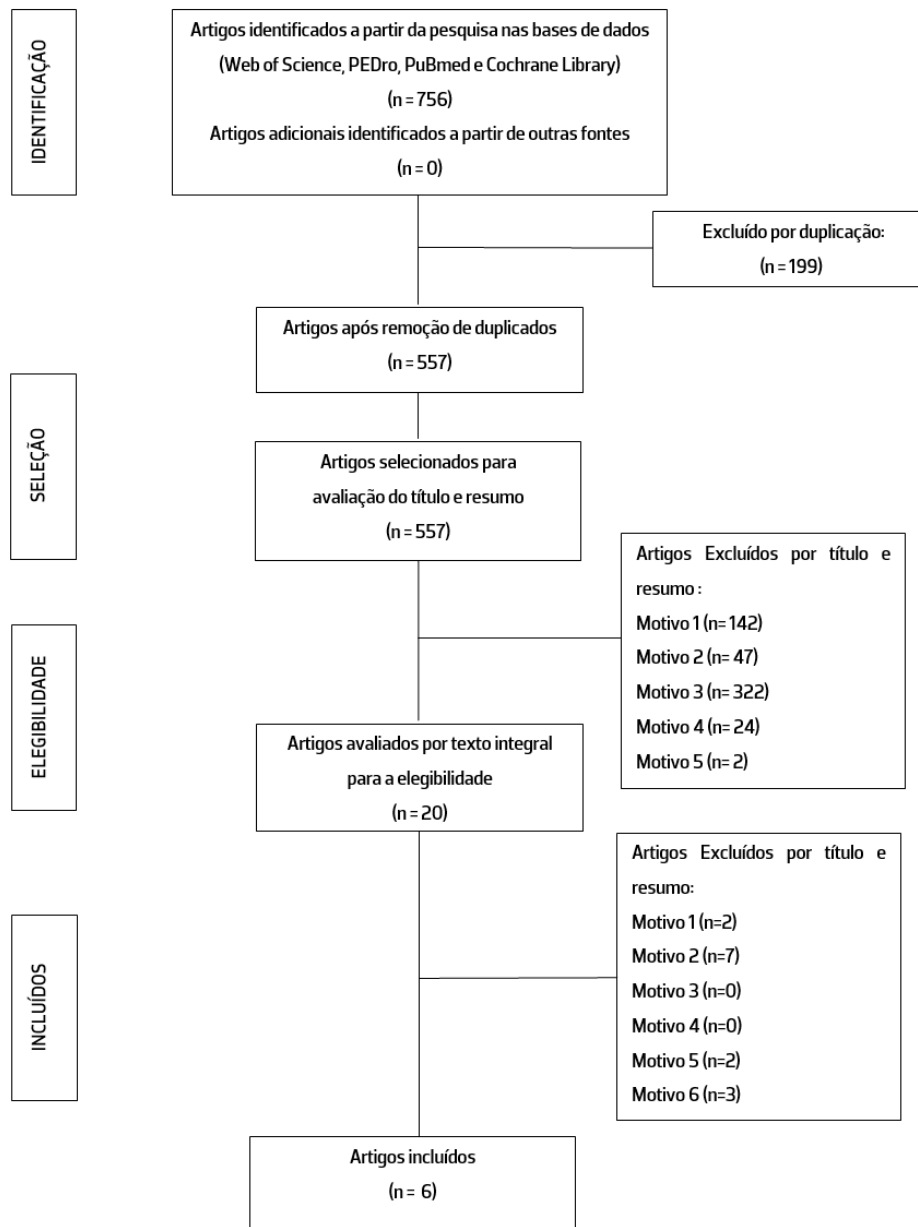 IDENTIFICAÇÃO
Artigos identificados a partir da pesquisa nas bases de dados
(Web of Science, PEDro, PuBmed e Cochrane Library)
(n = 756)
Artigos adicionais identificados a partir de outras fontes
(n = 0)
Excluído por duplicação:
(n = 199)
Artigos após remoção de duplicados
(n = 557)
SELEÇÃO
Artigos selecionados para
avaliação do título e resumo
(n = 557)
Artigos Excluídos por título e
resumo :
Motivo 1 (n= 142)
Motivo 2 (n= 47)
Motivo 3 (n= 322)
Motivo 4 (n= 24)
Motivo 5 (n= 2)
ELEGIBILIDADE
Artigos avaliados por texto integral
para a elegibilidade
(n = 20)
Artigos Excluídos por título e
resumo:
Motivo 1 (n=2)
Motivo 2 (n=7)
Motivo 3 (n=0)
Motivo 4 (n=0)
Motivo 5 (n=2)
Motivo 6 (n=3)
INCLUÍDOS
Artigos incluídos
(n = 6)